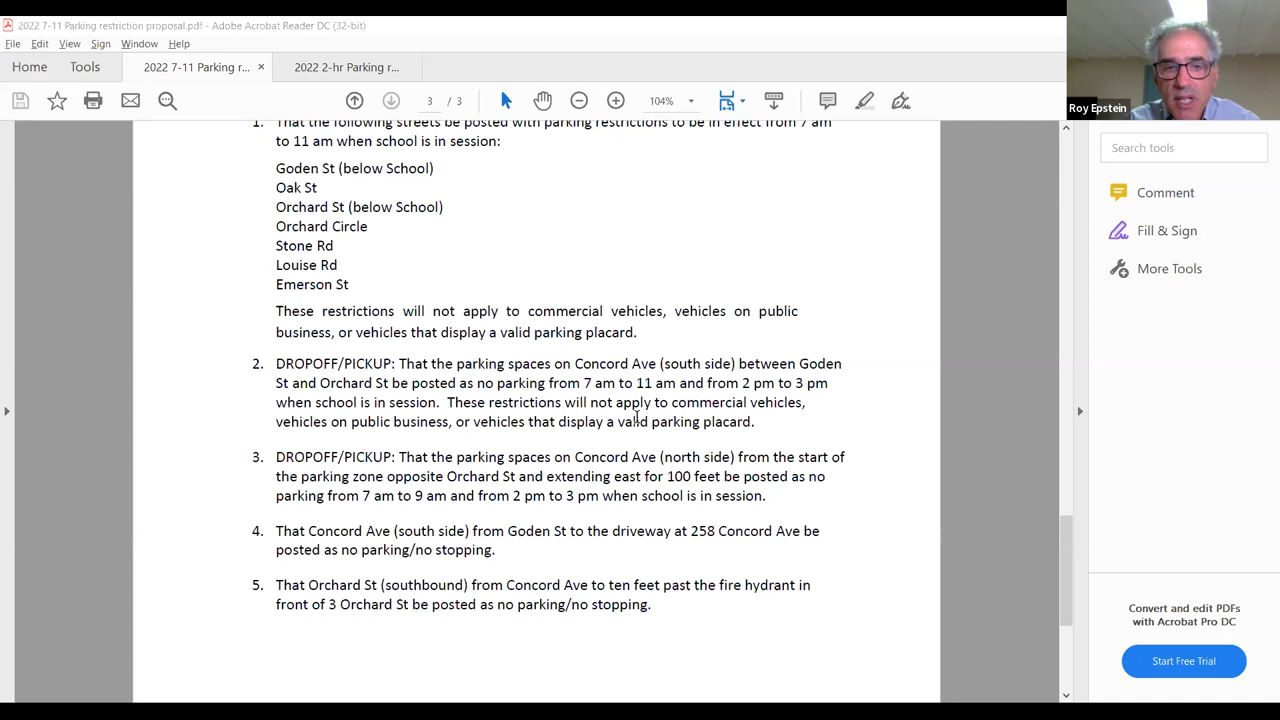 2022 7-11 Parking restriction proposal.pdf - Adobe Acrobat Reader DC (32-bit)
File Edit View Sign Window Help
Home Tools 2022 7-11 Parking r... × 2022 2-hr Parking r...
3 / 3 104%
Roy Epstein
Search tools
Comment
Fill & Sign
More Tools
Convert and edit PDFs
with Acrobat Pro DC
Start Free Trial
1. That the following streets be posted with parking restrictions to be in effect from 7 am
to 11 am when school is in session:
Goden St (below School)
Oak St
Orchard St (below School)
Orchard Circle
Stone Rd
Louise Rd
Emerson St
These restrictions will not apply to commercial vehicles, vehicles on public
business, or vehicles that display a valid parking placard.
2. DROPOFF/PICKUP: That the parking spaces on Concord Ave (south side) between Goden
St and Orchard St be posted as no parking from 7 am to 11 am and from 2 pm to 3 pm
when school is in session. These restrictions will not apply to commercial vehicles,
vehicles on public business, or vehicles that display a valid parking placard.
3. DROPOFF/PICKUP: That the parking spaces on Concord Ave (north side) from the start of
the parking zone opposite Orchard St and extending east for 100 feet be posted as no
parking from 7 am to 9 am and from 2 pm to 3 pm when school is in session.
4. That Concord Ave (south side) from Goden St to the driveway at 258 Concord Ave be
posted as no parking/no stopping.
5. That Orchard St (southbound) from Concord Ave to ten feet past the fire hydrant in
front of 3 Orchard St be posted as no parking/no stopping.